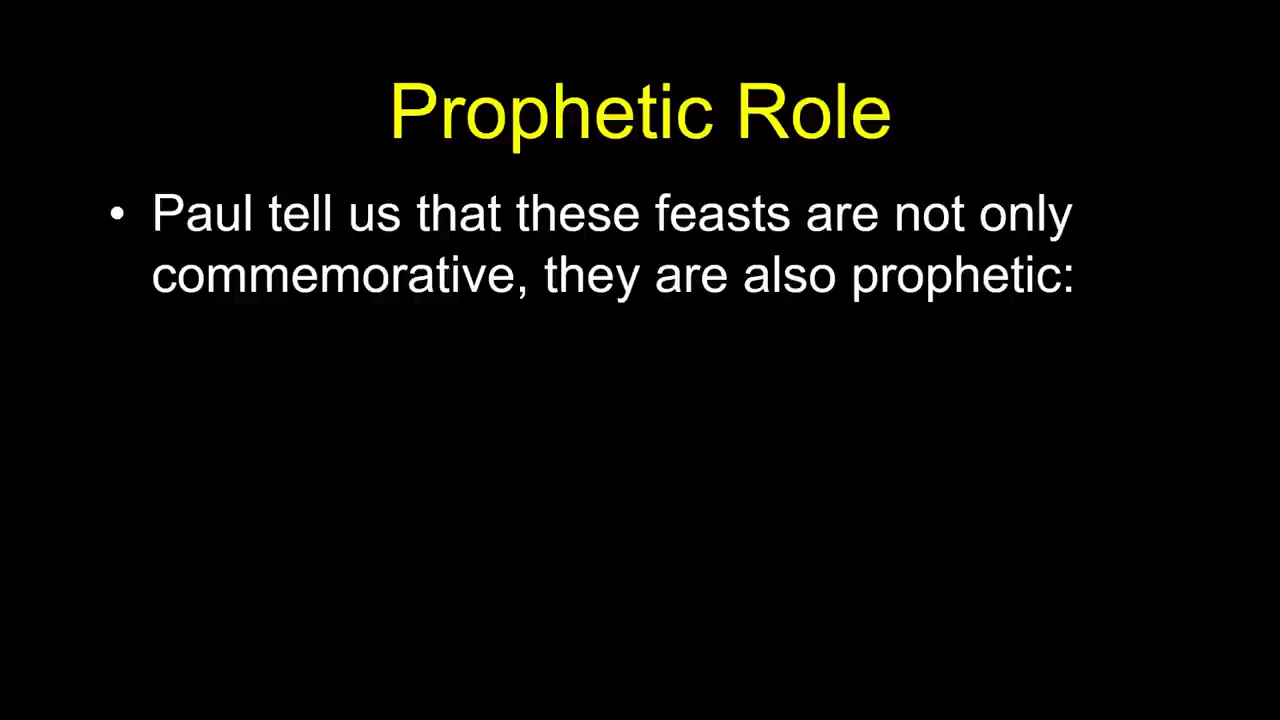 Prophetic Role
• Paul tell us that these feasts are not only
commemorative, they are also prophetic: